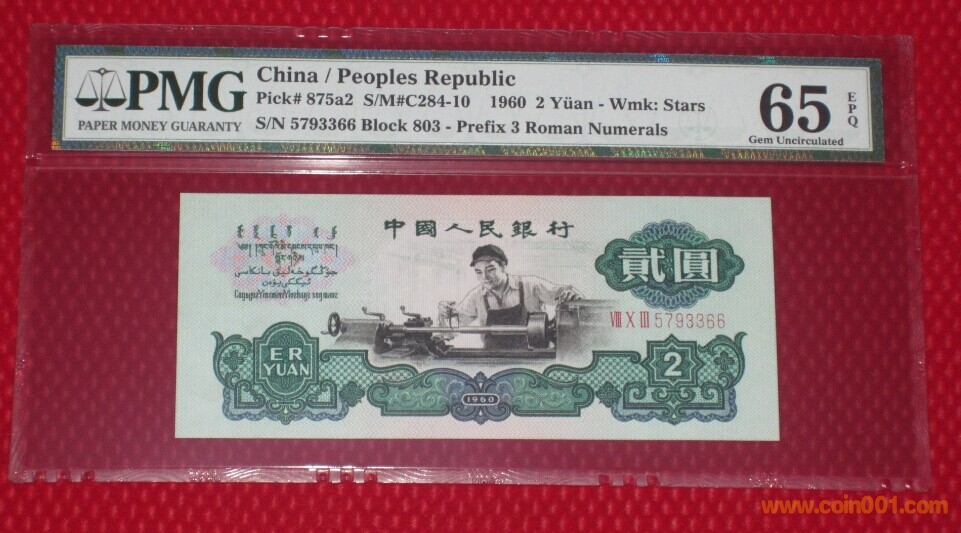 PMG
PAPER MONEY GUARANTY
China / Peoples Republic
Pick# 875a2 S/M#C284-10 1960 2 Yüan - Wmk: Stars
S/N 5793366 Block 803 - Prefix 3 Roman Numerals
65
EPQ
Gem Uncirculated
中國人民銀行
貳圓
VIII X III 5793366
ER
YUAN
2
1960
www.coin001.com